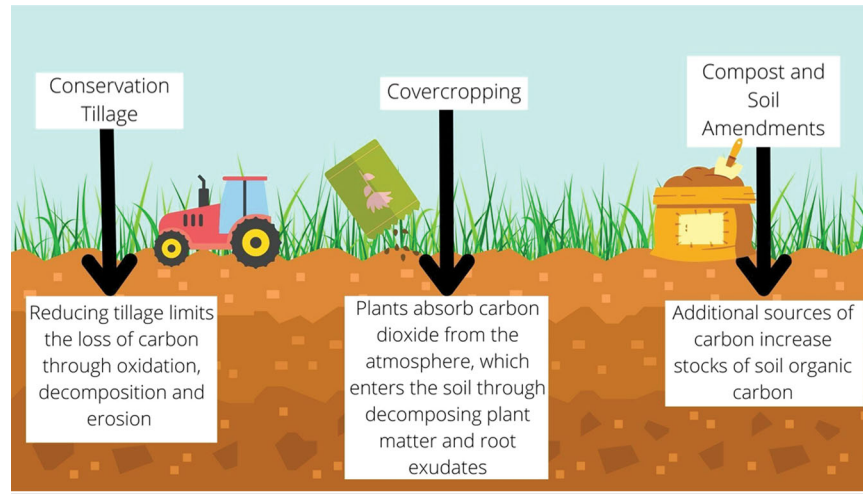 Conservation
Tillage
Reducing tillage limits
the loss of carbon
through oxidation,
decomposition and
erosion
Covercropping
Plants absorb carbon
dioxide from the
atmosphere, which
enters the soil through
decomposing plant
matter and root
exudates
Compost and
Soil
Amendments
Additional sources of
carbon increase
stocks of soil organic
carbon